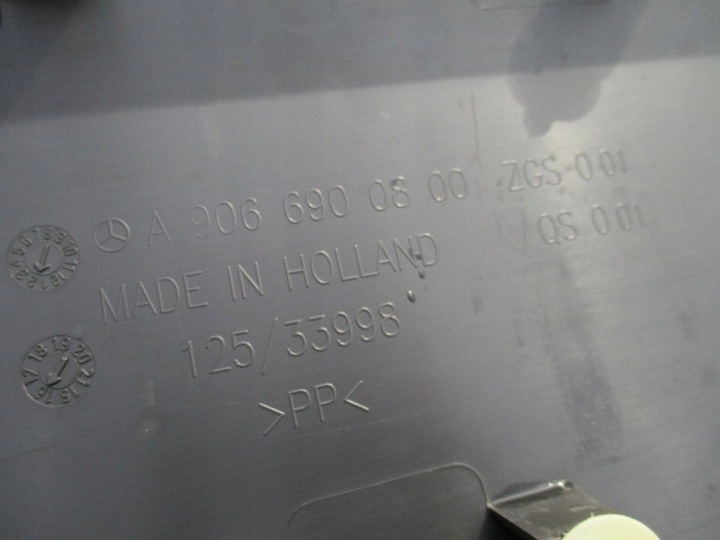 A 906 690 06 00 ZGS-001
QS 001
MADE IN HOLLAND
125/33998
>PP<